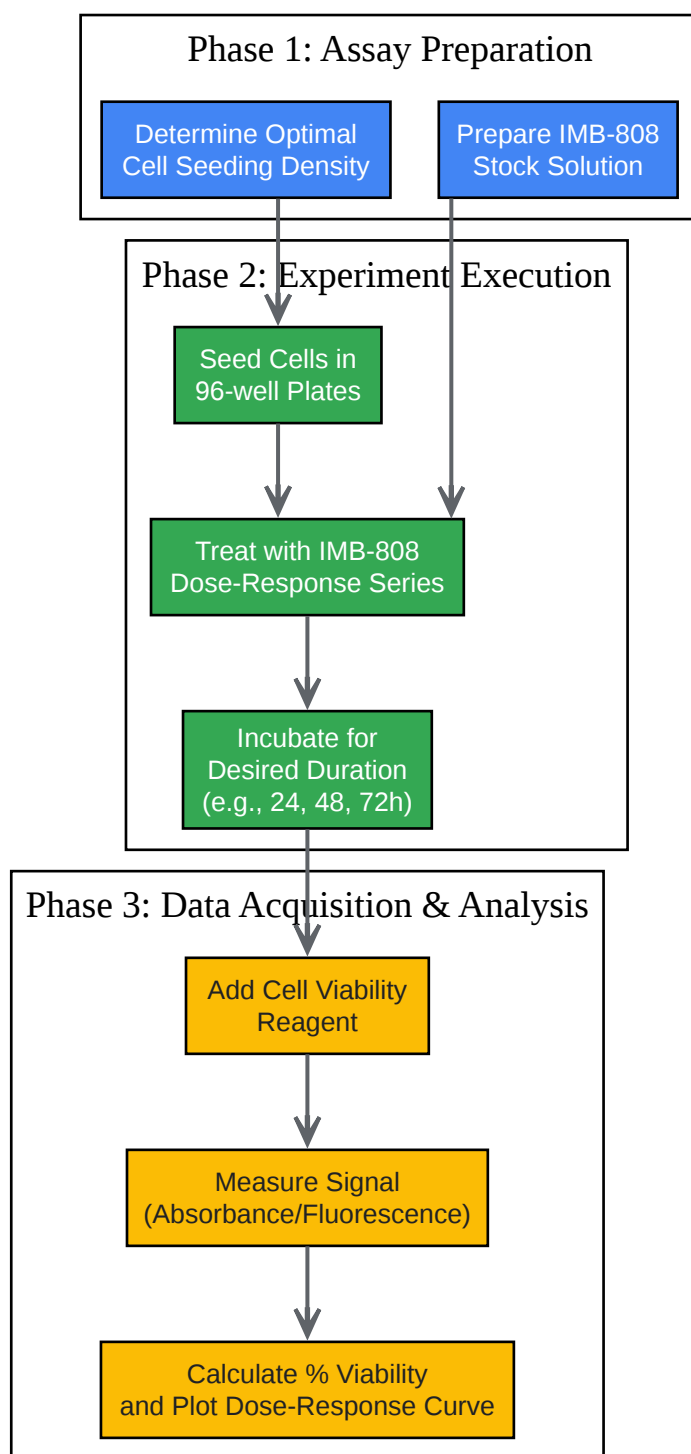 Phase 1: Assay Preparation
Determine Optimal
Cell Seeding Density
Prepare IMB-808
Stock Solution
Phase 2: Experiment Execution
Seed Cells in
96-well Plates
Treat with IMB-808
Dose-Response Series
Incubate for
Desired Duration
(e.g., 24, 48, 72h)
Phase 3: Data Acquisition & Analysis
Add Cell Viability
Reagent
Measure Signal
(Absorbance/Fluorescence)
Calculate % Viability
and Plot Dose-Response Curve